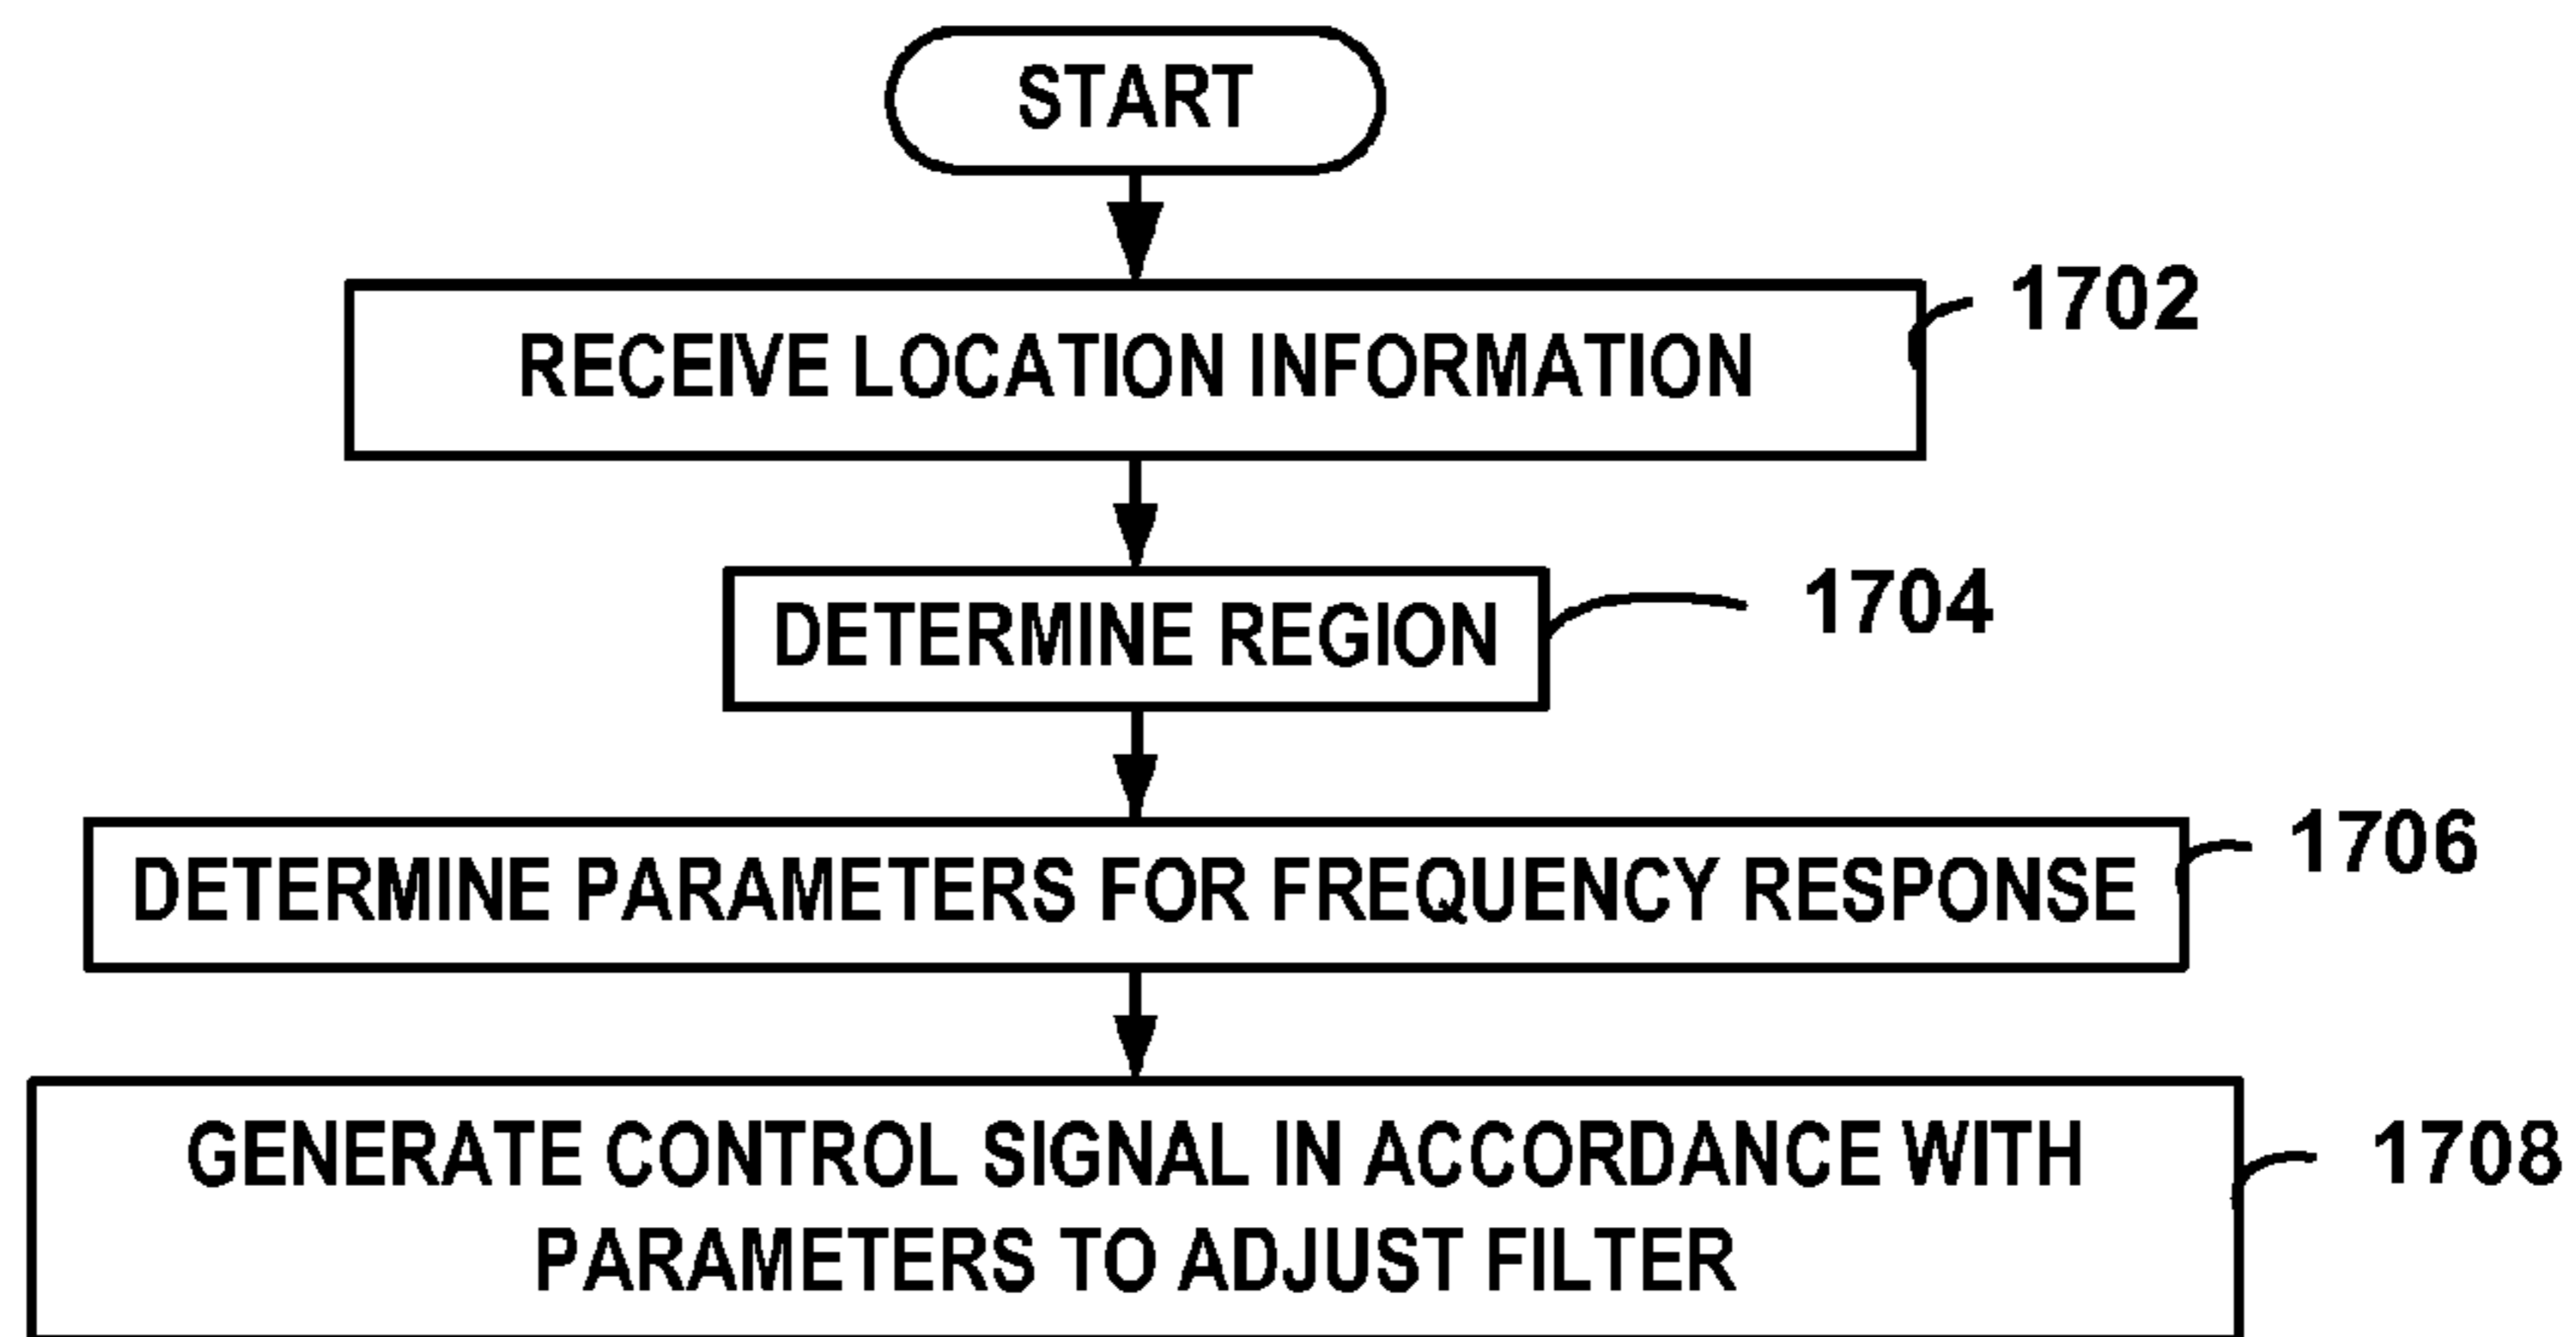 START
RECEIVE LOCATION INFORMATION
1702
DETERMINE REGION
1704
DETERMINE PARAMETERS FOR FREQUENCY RESPONSE
1706
GENERATE CONTROL SIGNAL IN ACCORDANCE WITH
PARAMETERS TO ADJUST FILTER
1708